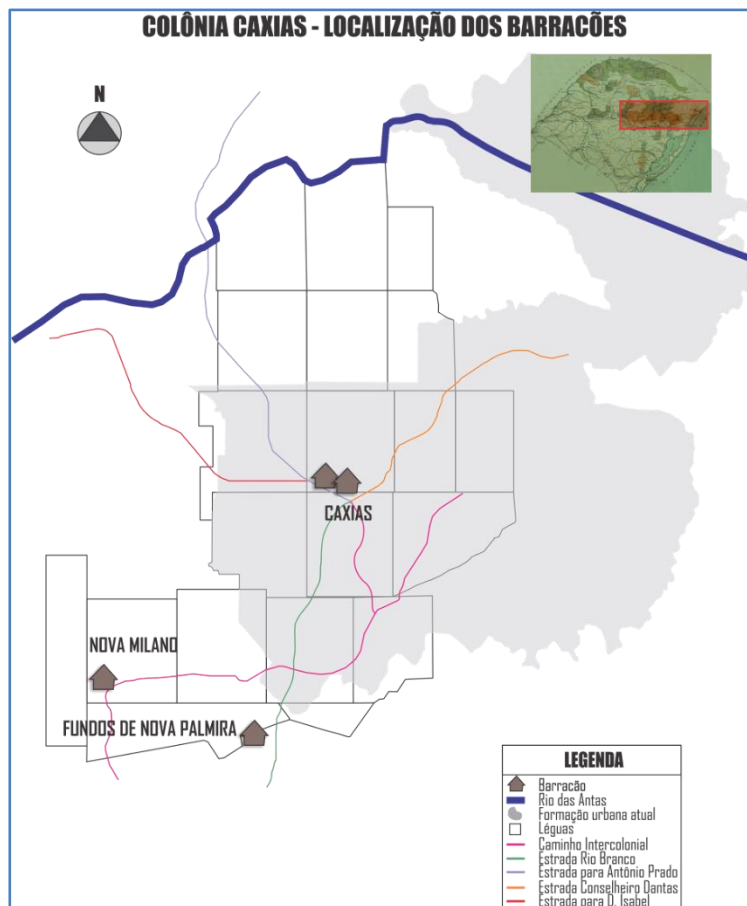 COLÔNIA CAXIAS - LOCALIZAÇÃO DOS BARRACÕES
N
CAXIAS
NOVA MILANO
FUNDOS DE NOVA PALMIRA
LEGENDA
Barracão
Rio das Antas
Formação urbana atual
Léguas
Caminho Intercolonial
Estrada Rio Branco
Estrada para Antônio Prado
Estrada Conselheiro Dantas
Estrada para D. Isabel